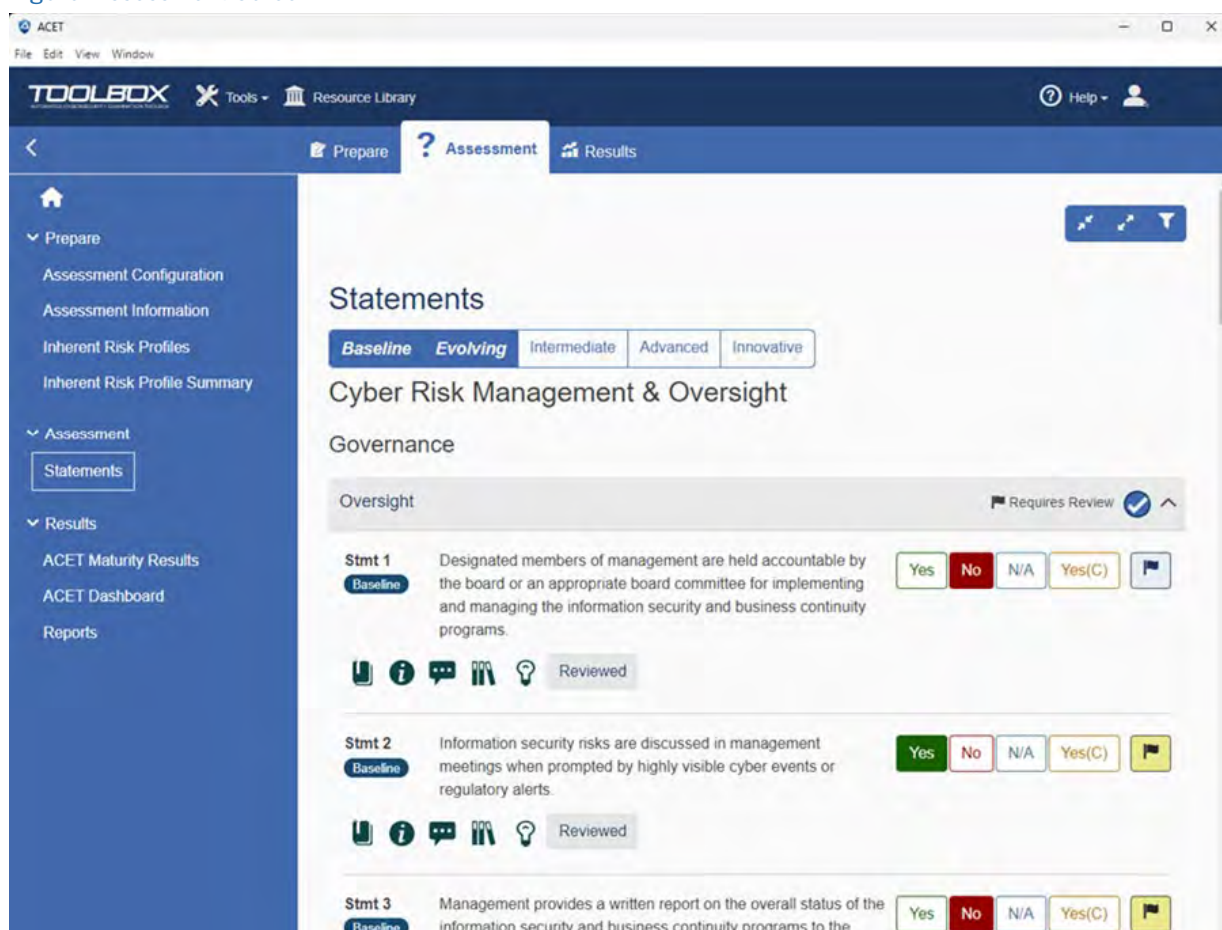 ACET
File Edit View Window
TOOLBOX Tools Resource Library Help
Prepare ? Assessment Results
Prepare
Assessment Configuration
Assessment Information
Inherent Risk Profiles
Inherent Risk Profile Summary
Assessment
Statements
Results
ACET Maturity Results
ACET Dashboard
Reports
Statements
Baseline Evolving Intermediate Advanced Innovative
Cyber Risk Management & Oversight
Governance
Oversight Requires Review
Stmt 1
Baseline
Designated members of management are held accountable by
the board or an appropriate board committee for implementing
and managing the information security and business continuity
programs.
Yes No N/A Yes(C)
Reviewed
Stmt 2
Baseline
Information security risks are discussed in management
meetings when prompted by highly visible cyber events or
regulatory alerts.
Yes No N/A Yes(C)
Reviewed
Stmt 3
Baseline
Management provides a written report on the overall status of the
information security and business continuity programs to the
Yes No N/A Yes(C)